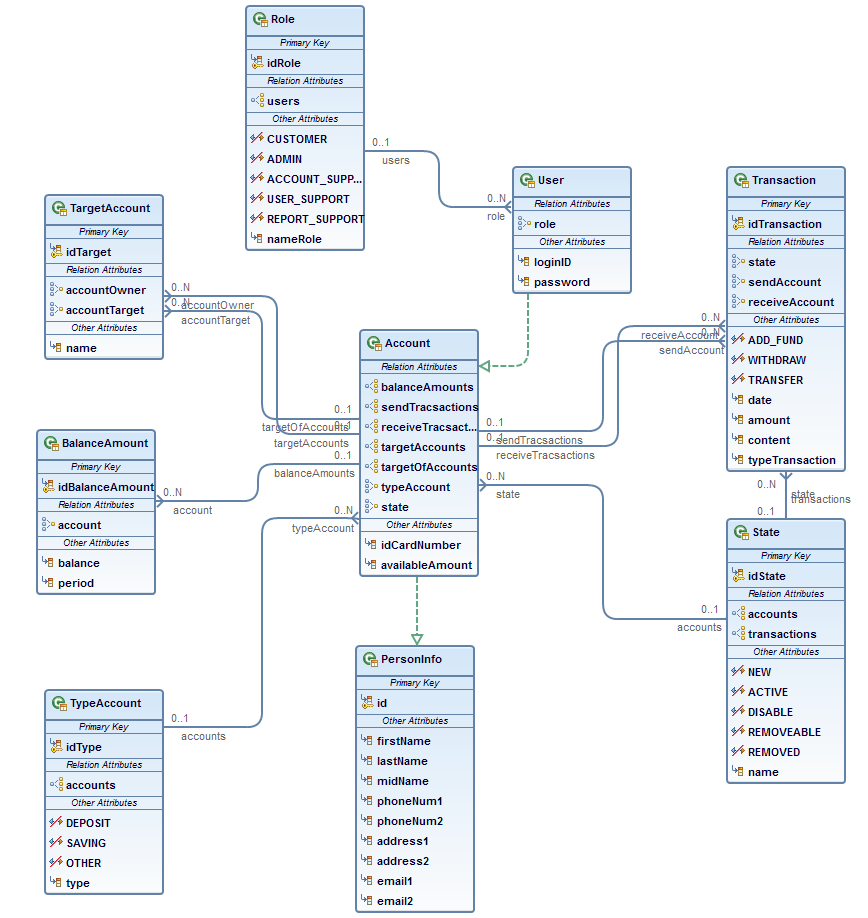 Role
Primary Key
idRole
Relation Attributes
users
Other Attributes
CUSTOMER
ADMIN
ACCOUNT_SUPP...
USER_SUPPORT
REPORT_SUPPORT
nameRole
0..1
users
0..N
role
User
Relation Attributes
role
Other Attributes
loginID
password
Transaction
Primary Key
idTransaction
Relation Attributes
state
sendAccount
receiveAccount
Other Attributes
ADD_FUND
WITHDRAW
TRANSFER
date
amount
content
typeTransaction
TargetAccount
Primary Key
idTarget
Relation Attributes
accountOwner
accountTarget
Other Attributes
name
0..N
accountOwner
0..N
accountTarget
0..1
targetOfAccounts
0..1
targetAccounts
Account
Relation Attributes
balanceAmounts
sendTracsactions
receiveTracsact...
targetAccounts
targetOfAccounts
typeAccount
state
Other Attributes
idCardNumber
availableAmount
0..N
receiveAccount
0..N
sendAccount
0..1
sendTracsactions
0..1
receiveTracsactions
BalanceAmount
Primary Key
idBalanceAmount
Relation Attributes
account
Other Attributes
balance
period
0..1
balanceAmounts
0..N
account
0..N
typeAccount
0..N
state
0..N
state
transactions
0..1
State
Primary Key
idState
Relation Attributes
accounts
transactions
Other Attributes
NEW
ACTIVE
DISABLE
REMOVEABLE
REMOVED
name
0..1
accounts
PersonInfo
Primary Key
id
Other Attributes
firstName
lastName
midName
phoneNum1
phoneNum2
address1
address2
email1
email2
TypeAccount
Primary Key
idType
Relation Attributes
accounts
Other Attributes
DEPOSIT
SAVING
OTHER
type
0..1
accounts